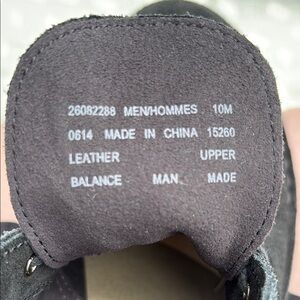 26082288 MEN/HOMMES 10M
0614 MADE IN CHINA 15260
LEATHER UPPER
BALANCE MAN MADE